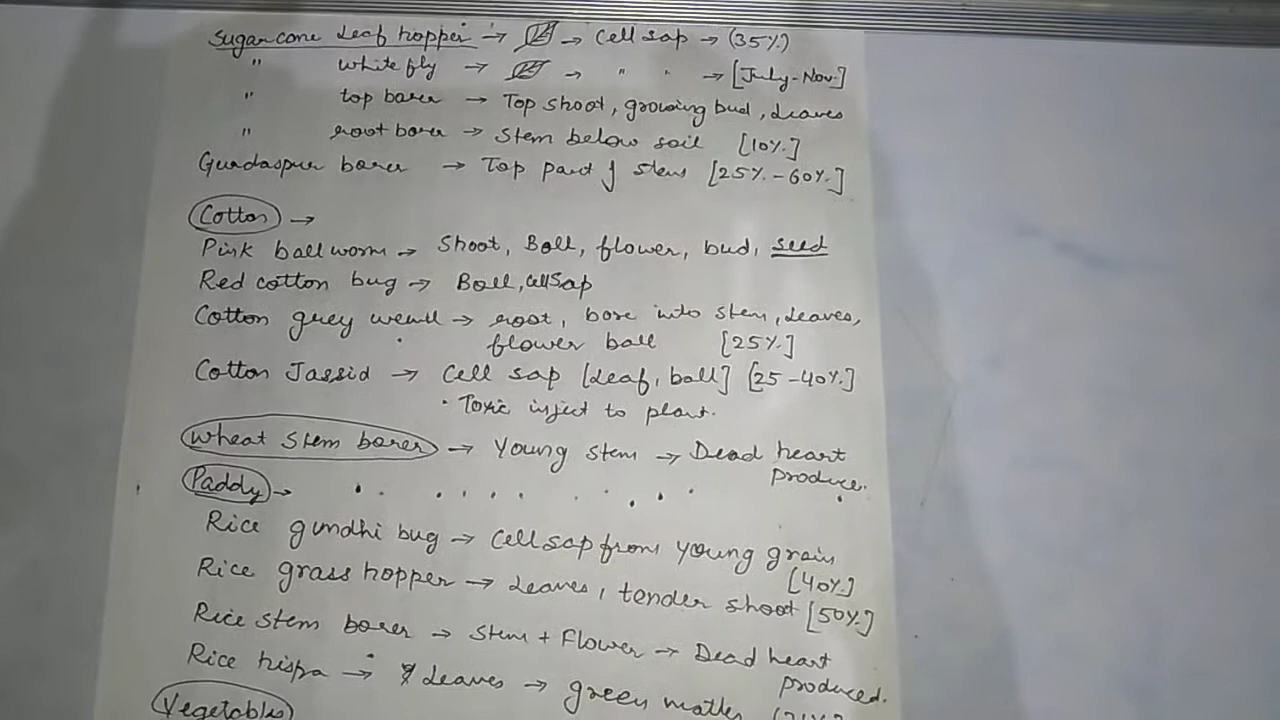 Sugarcane Leaf hopper → → Cell sap → (35%)
" white fly → → " " → [July-Nov.]
" top borer → Top shoot, growing bud, Leaves
" root borer → Stem below soil [10%]
Gurdaspur borer → Top part of stem [25%-60%]
Cotton →
Pink ballworm → Shoot, Boll, flower, bud, seed
Red cotton bug → Boll, cell Sap
Cotton grey → root, bore into stem, Leaves,
flower ball [25%]
Cotton Jassid → Cell sap [Leaf, ball] [25-40%]
• Toxic inject to plant.
Wheat Stem borer → Young stem → Dead heart
produce.
Paddy →
Rice gundhi bug → Cell sap from young grain
[40%]
Rice grass hopper → Leaves, tender shoot [50%]
Rice stem borer → Stem + Flower → Dead heart
produced.
Rice hispa → Leaves → green matter
Vegetables